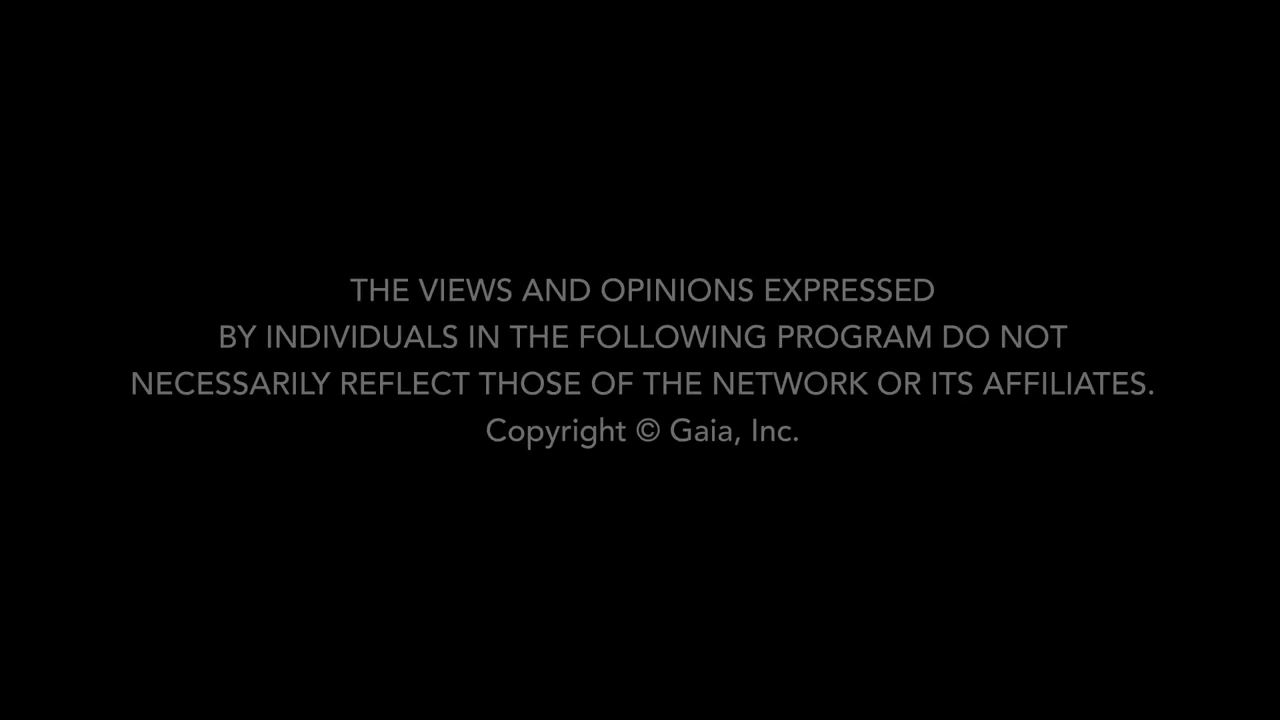 THE VIEWS AND OPINIONS EXPRESSED
BY INDIVIDUALS IN THE FOLLOWING PROGRAM DO NOT
NECESSARILY REFLECT THOSE OF THE NETWORK OR ITS AFFILIATES.
Copyright © Gaia, Inc.